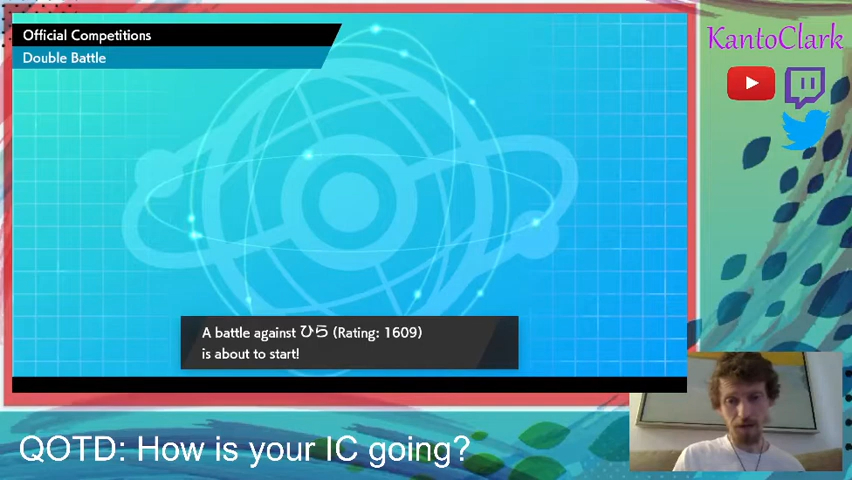 Official Competitions
Double Battle
KantoClark
A battle against ひら (Rating: 1609)
is about to start!
QOTD: How is your IC going?